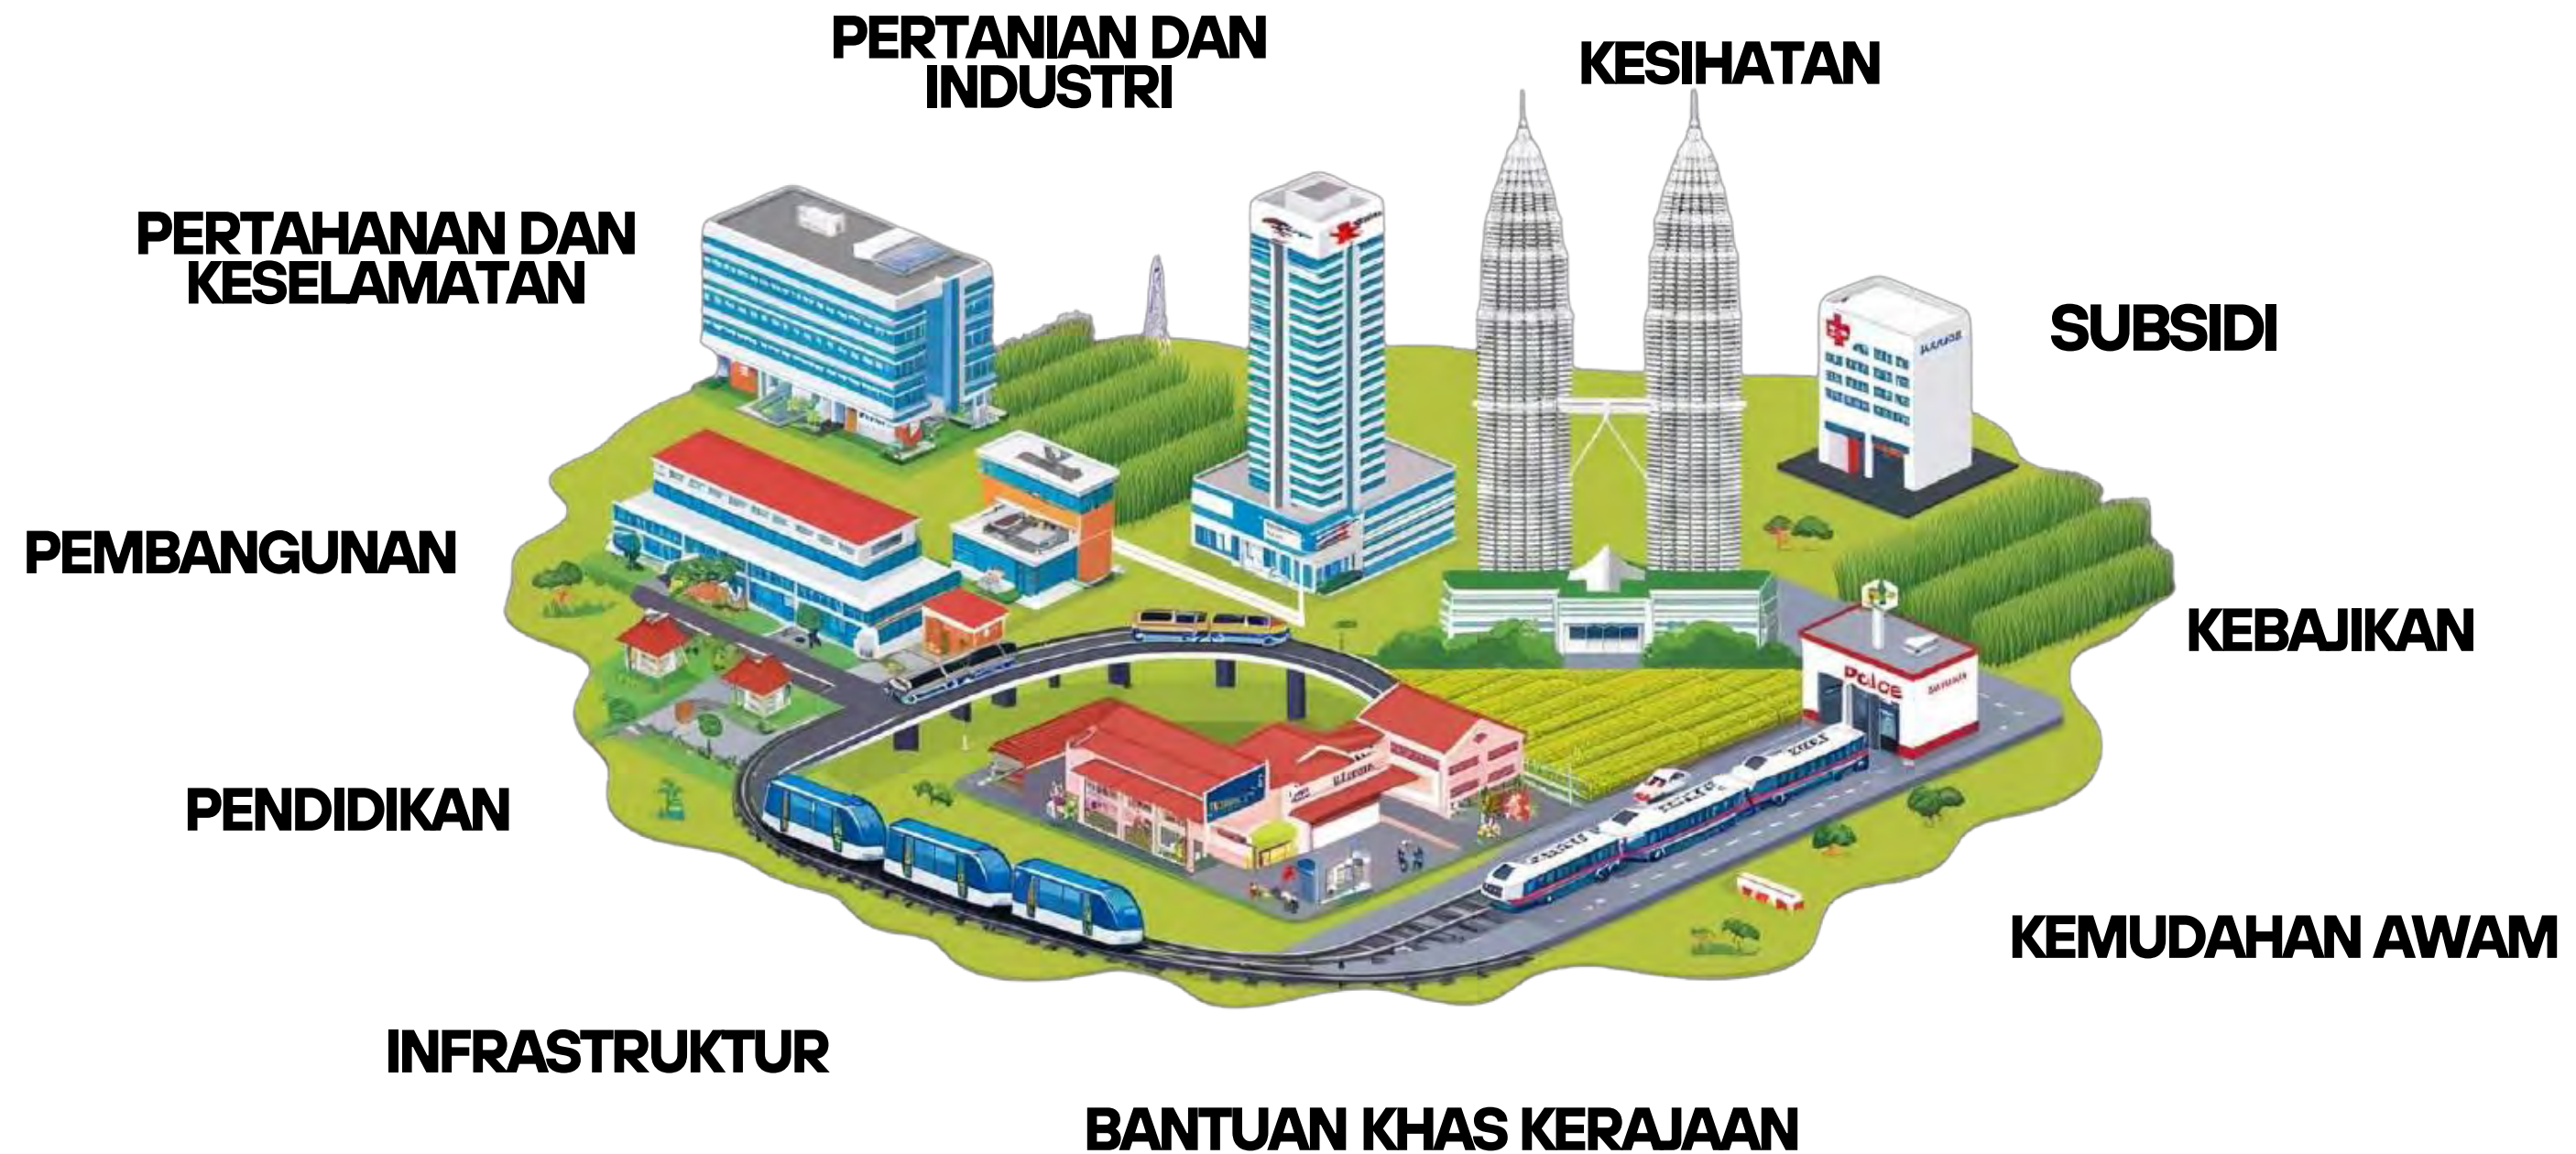 PERTANIAN DAN
INDUSTRI
KESIHATAN
PERTAHANAN DAN
KESELAMATAN
SUBSIDI
PEMBANGUNAN
KEBAJIKAN
PENDIDIKAN
KEMUDAHAN AWAM
INFRASTRUKTUR
BANTUAN KHAS KERAJAAN